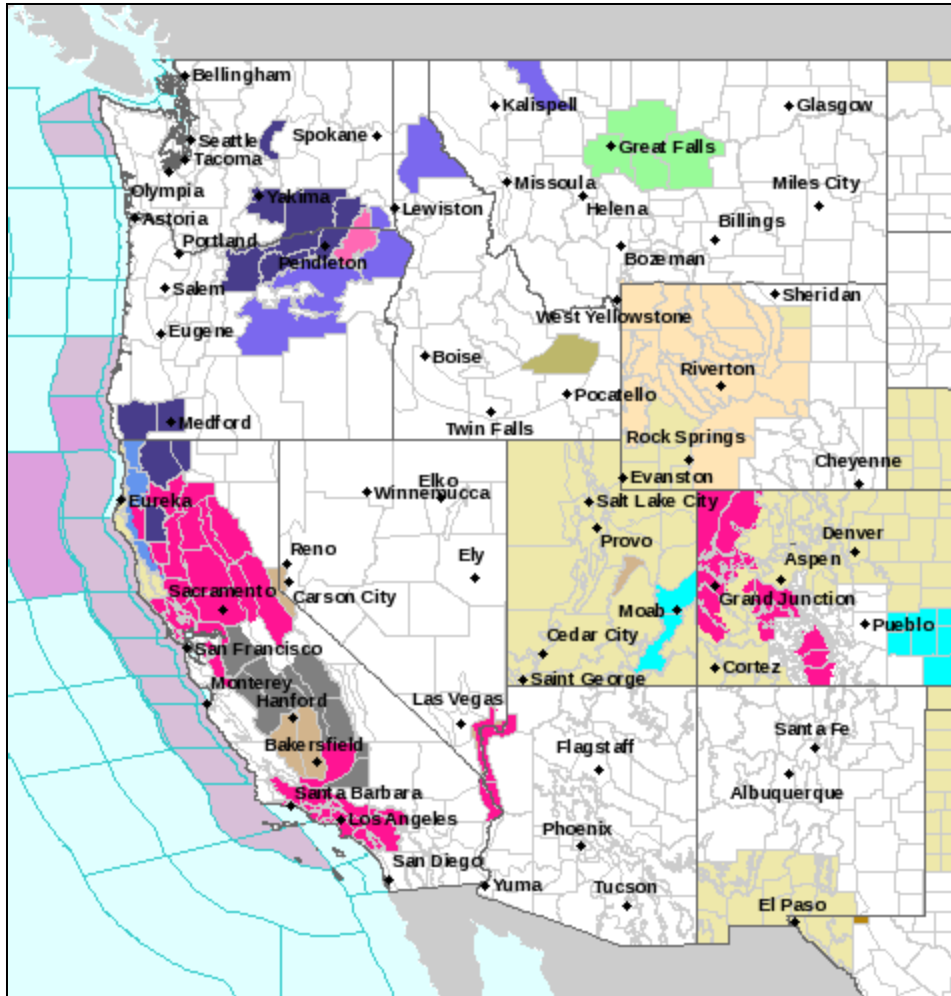 Bellingham
Kalispell
Glasgow
Seattle
Spokane
Great Falls
Tacoma
Olympia
Missoula
Miles City
Yakima
Helena
Lewiston
Astoria
Billings
Portland
Bozeman
Pendleton
Salem
Sheridan
West Yellowstone
Eugene
Boise
Riverton
Pocatello
Medford
Twin Falls
Rock Springs
Cheyenne
Evanston
Elko
Winnemucca
Eureka
Salt Lake City
Provo
Denver
Reno
Ely
Aspen
Sacramento
Carson City
Grand Junction
Moab
Pueblo
Cedar City
San Francisco
Cortez
Saint George
Monterey
Hanford
Las Vegas
Santa Fe
Bakersfield
Flagstaff
Santa Barbara
Albuquerque
Los Angeles
Phoenix
San Diego
Yuma
Tucson
El Paso